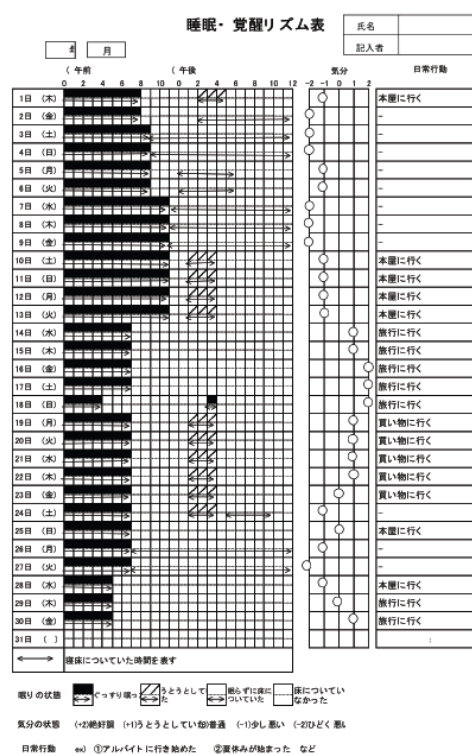 睡眠・覚醒リズム表
氏名
記入者
月
( 午前 ( 午後 気分 日常行動
0 2 4 6 8 10 12 2 4 6 8 10 12 -2 -1 0 1 2
1日 (木) 本屋に行く
2日 (金) -
3日 (土) -
4日 (日) -
5日 (月) -
6日 (火) -
7日 (水) -
8日 (木) -
9日 (金) -
10日 (土) 本屋に行く
11日 (日) 本屋に行く
12日 (月) 本屋に行く
13日 (火) 本屋に行く
14日 (水) 旅行に行く
15日 (木) 旅行に行く
16日 (金) 旅行に行く
17日 (土) 旅行に行く
18日 (日) 旅行に行く
19日 (月) 買い物に行く
20日 (火) 買い物に行く
21日 (水) 買い物に行く
22日 (木) 買い物に行く
23日 (金) 買い物に行く
24日 (土) -
25日 (日) 本屋に行く
26日 (月) -
27日 (火) -
28日 (水) 本屋に行く
29日 (木) 旅行に行く
30日 (金) 旅行に行く
31日 ( ) :
寝床についていた時間を表す
眠りの状態 ぐっすり眠っ うとうとして 眠らずに床に 床について い
た ついていた なかった
気分の状態 (+2)絶好調 (+1)うとうとしてい (0)普通 (-1)少し悪い (-2)ひどく悪
日常行動 ex) ①アルバイトに行き始めた ②夏休みが始まった など